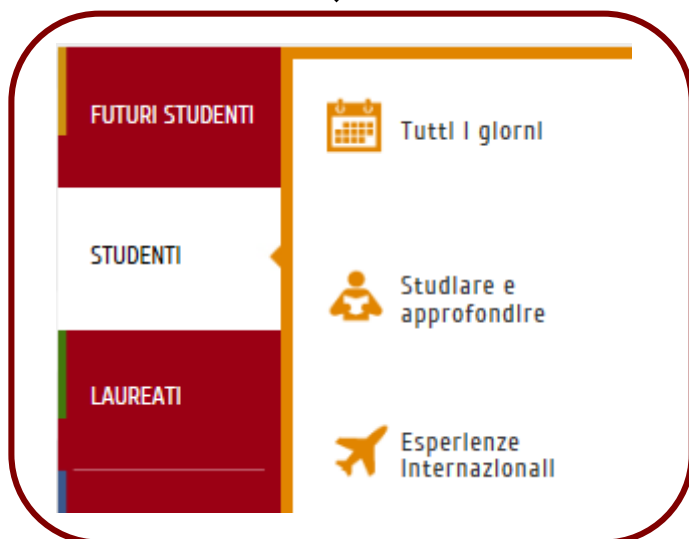 FUTURI STUDENTI
Tutti i giorni
STUDENTI
Studiare e
approfondire
LAUREATI
Esperienze
Internazionali